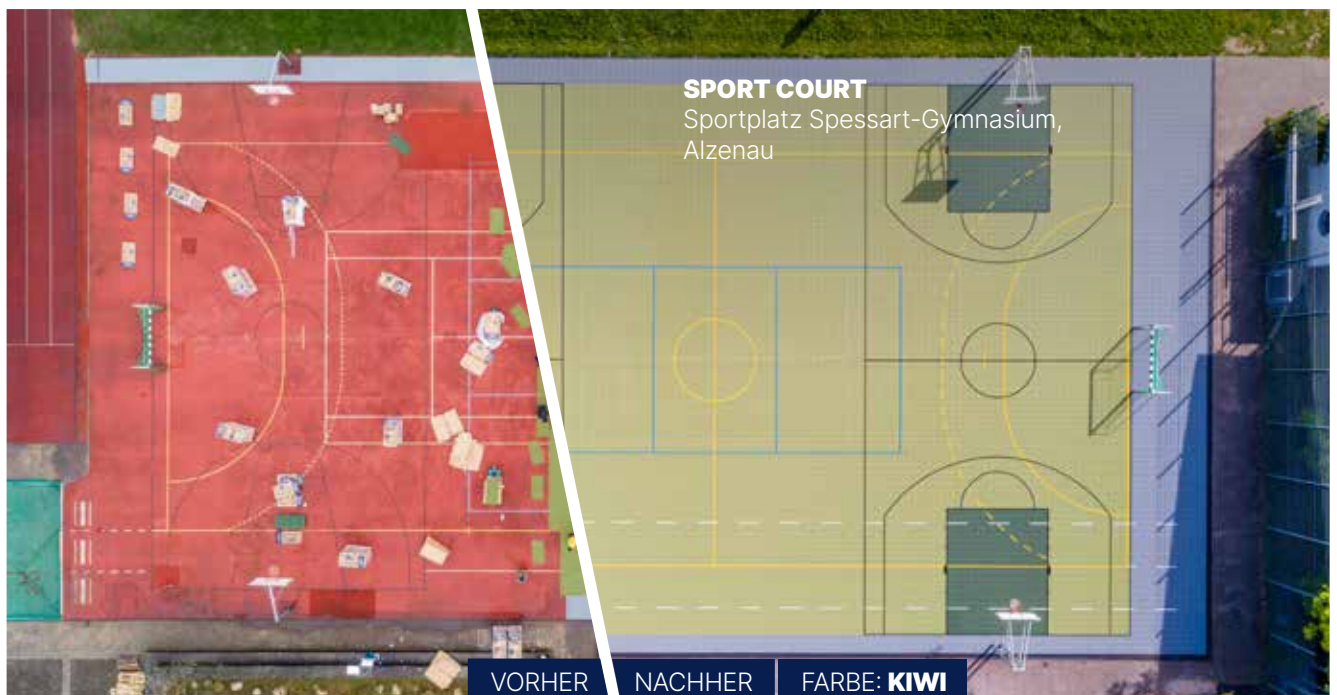 SPORT COURT
Sportplatz Spessart-Gymnasium,
Alzenau
VORHER
NACHHER
FARBE: KIWI